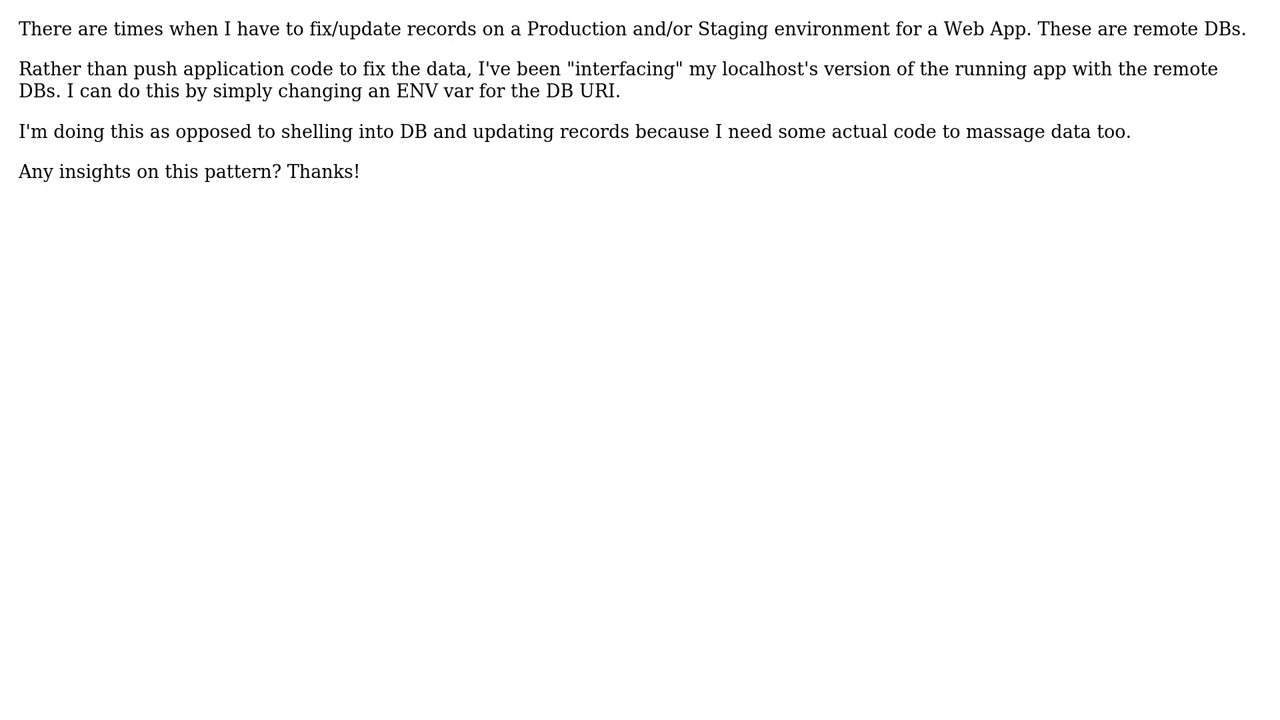 There are times when I have to fix/update records on a Production and/or Staging environment for a Web App. These are remote DBs.
Rather than push application code to fix the data, I've been "interfacing" my localhost's version of the running app with the remote
DBs. I can do this by simply changing an ENV var for the DB URI.
I'm doing this as opposed to shelling into DB and updating records because I need some actual code to massage data too.
Any insights on this pattern? Thanks!